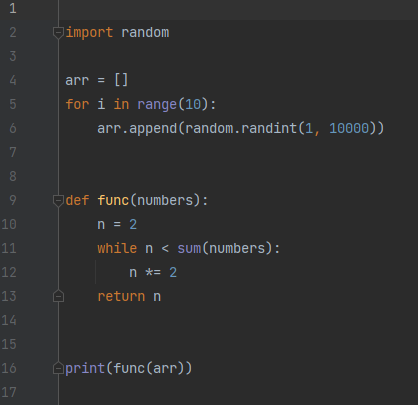 1
2 import random
3
4 arr = []
5 for i in range(10):
6     arr.append(random.randint(1, 10000))
7
8
9 def func(numbers):
10     n = 2
11     while n < sum(numbers):
12         n *= 2
13     return n
14
15
16 print(func(arr))
17